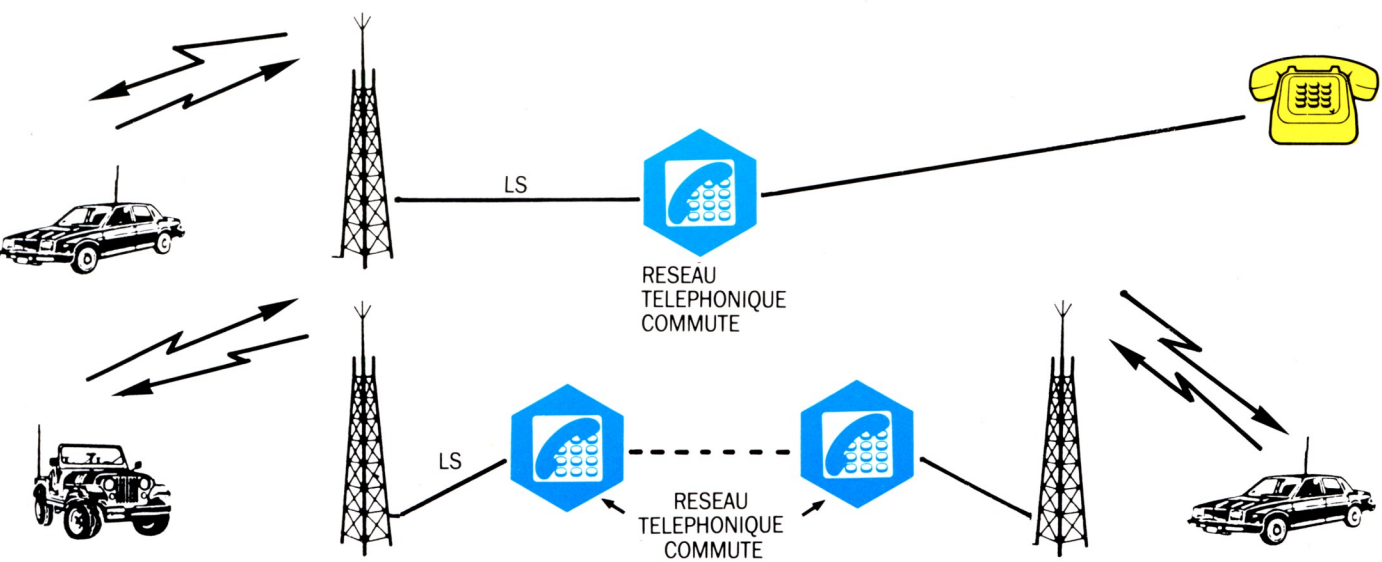 LS
RESEAU
TELEPHONIQUE
COMMUTE
LS
RESEAU
TELEPHONIQUE
COMMUTE